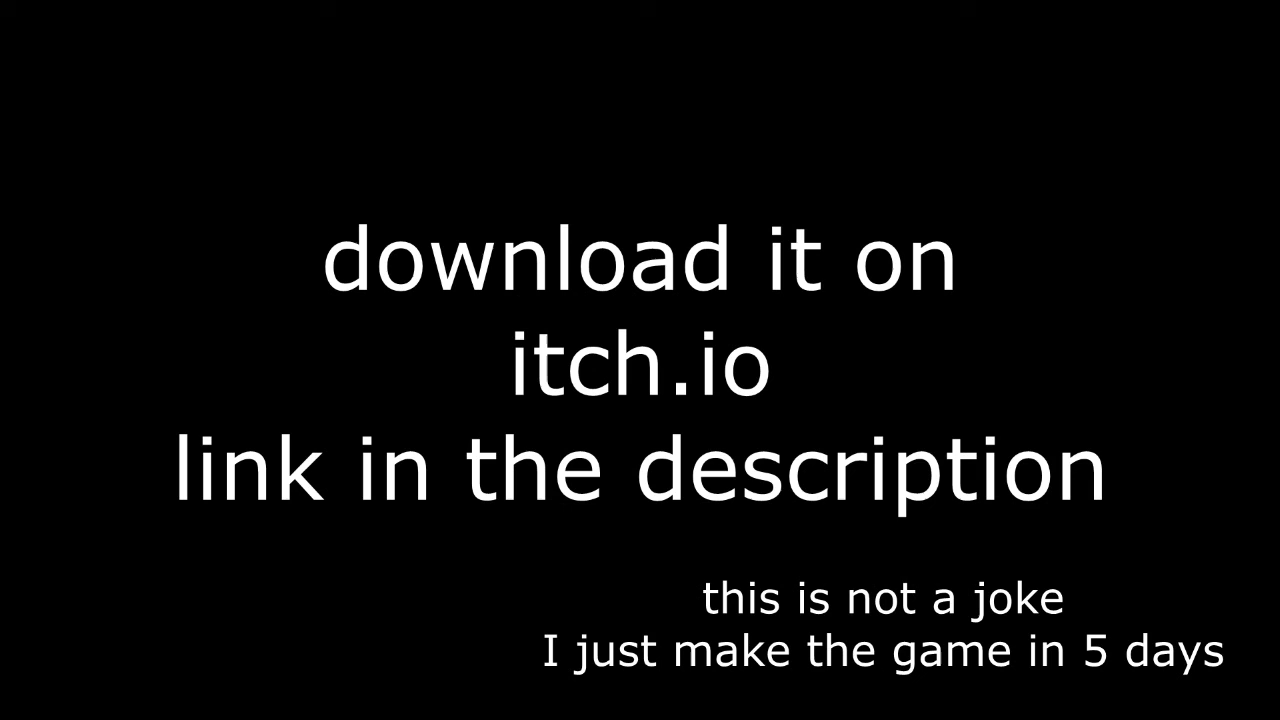 download it on
itch.io
link in the description
this is not a joke
I just make the game in 5 days